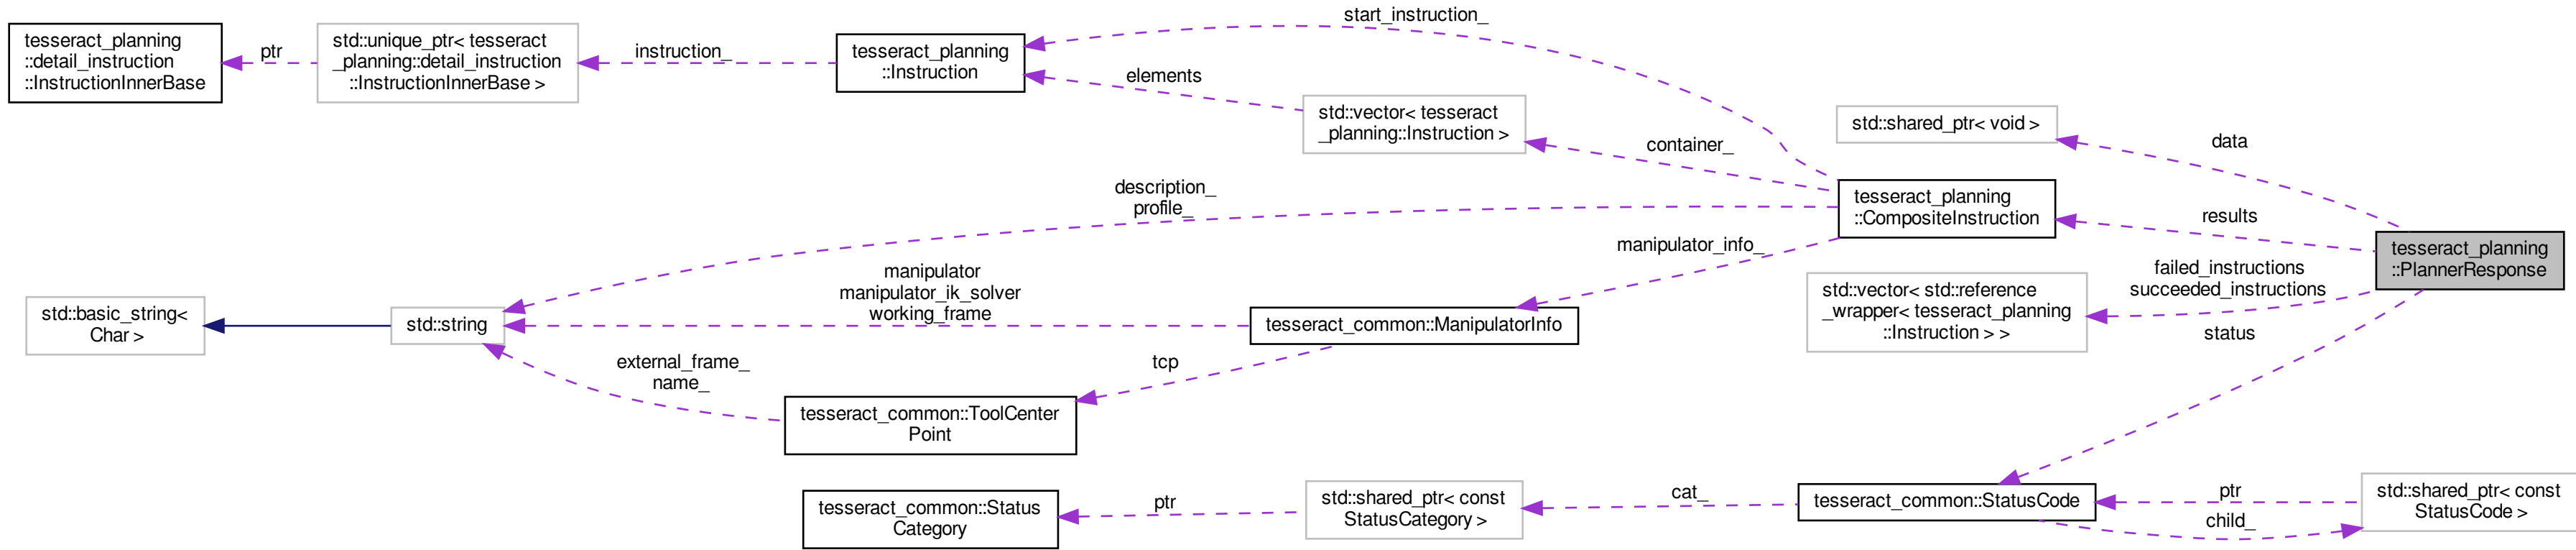 tesseract_planning
::detail_instruction
::InstructionInnerBase
ptr
std::unique_ptr< tesseract
_planning::detail_instruction
::InstructionInnerBase >
instruction_
tesseract_planning
::Instruction
start_instruction_
elements
std::vector< tesseract
_planning::Instruction >
container_
std::shared_ptr< void >
data
tesseract_planning
::CompositeInstruction
results
tesseract_planning
::PlannerResponse
description_
profile_
manipulator_info_
failed_instructions
succeeded_instructions
std::vector< std::reference
_wrapper< tesseract_planning
::Instruction > >
status
manipulator
manipulator_ik_solver
working_frame
std::basic_string<
Char >
std::string
tesseract_common::ManipulatorInfo
external_frame_
name_
tcp
tesseract_common::ToolCenter
Point
tesseract_common::Status
Category
ptr
std::shared_ptr< const
StatusCategory >
cat_
tesseract_common::StatusCode
ptr
child_
std::shared_ptr< const
StatusCode >